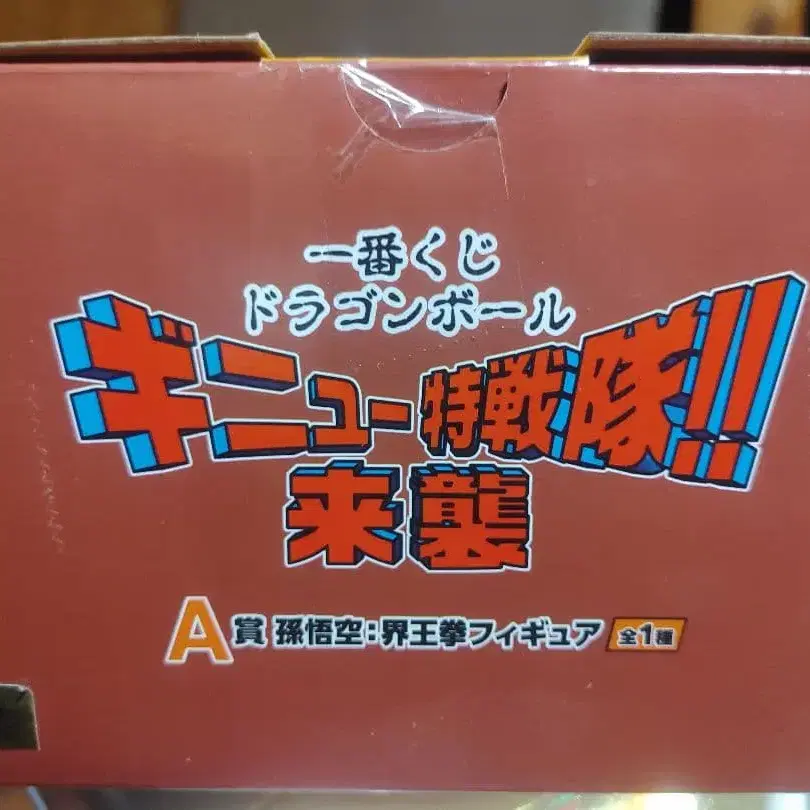 一番くじ
ドラゴンボール
ギニュー特戦隊!!
来襲
A賞 孫悟空:界王拳フィギュア 全1種